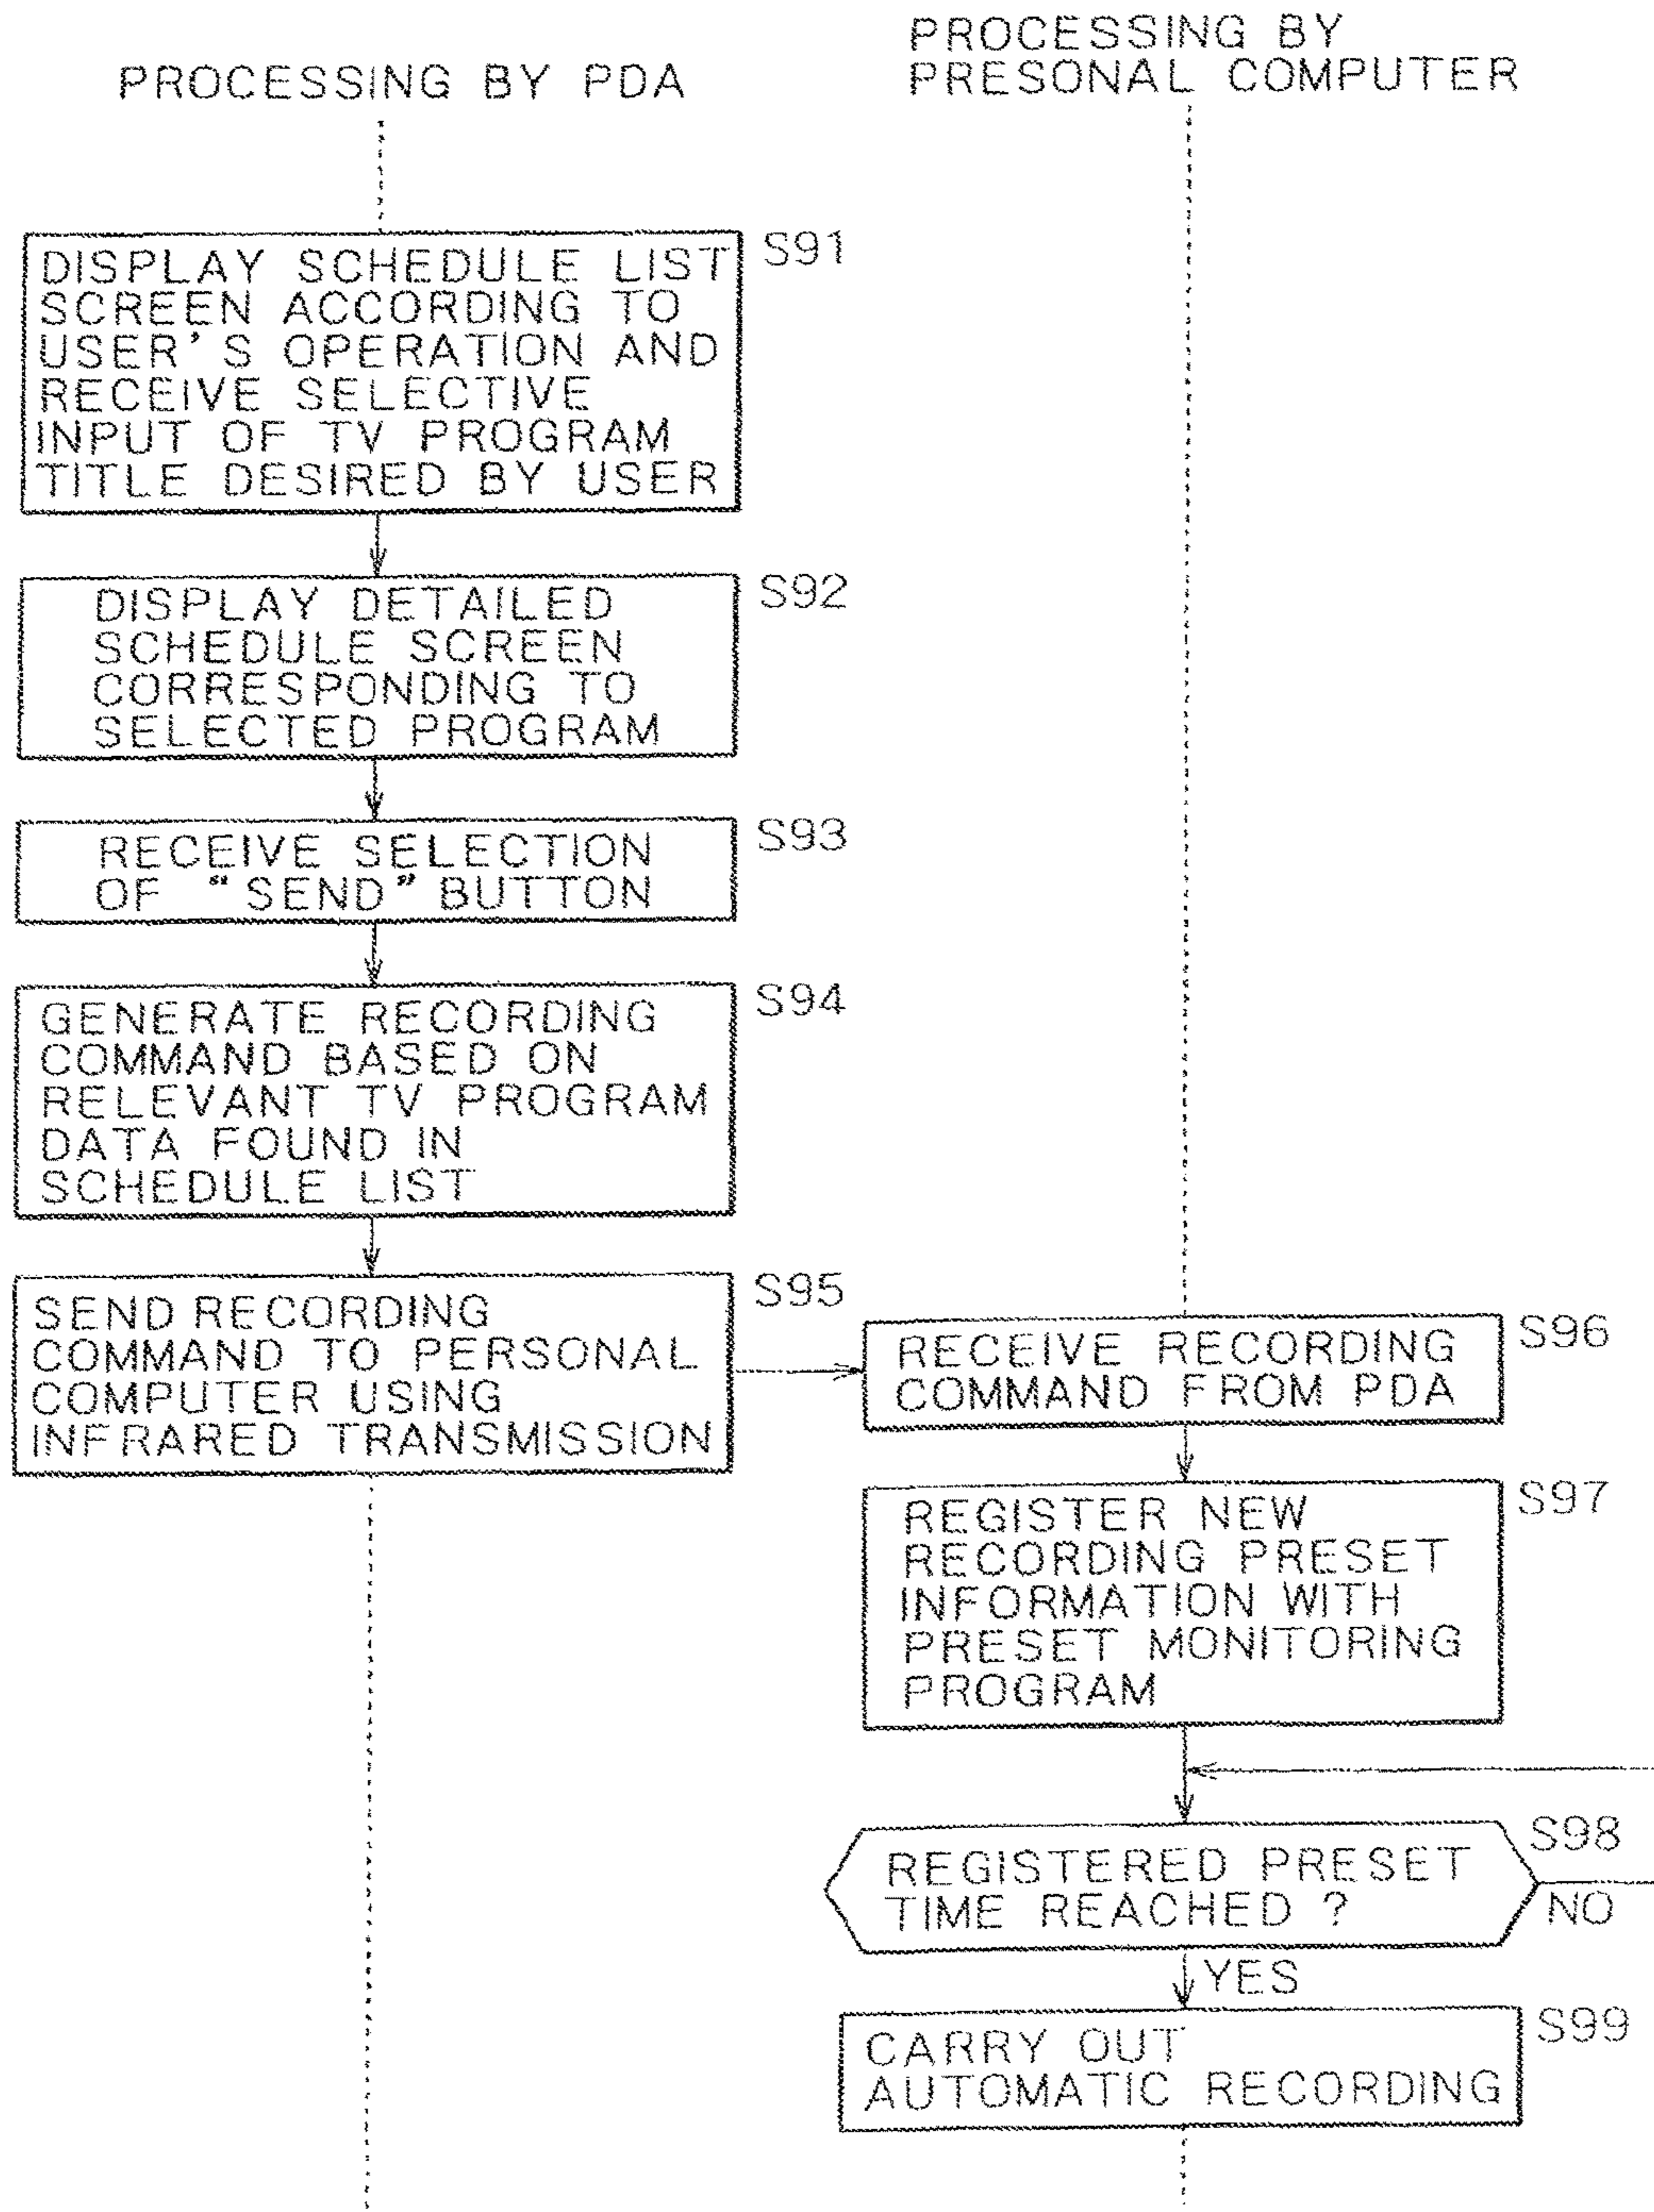 PROCESSING BY PDA
PROCESSING BY
PRESONAL COMPUTER
S91
DISPLAY SCHEDULE LIST
SCREEN ACCORDING TO
USER'S OPERATION AND
RECEIVE SELECTIVE
INPUT OF TV PROGRAM
TITLE DESIRED BY USER
S92
DISPLAY DETAILED
SCHEDULE SCREEN
CORRESPONDING TO
SELECTED PROGRAM
S93
RECEIVE SELECTION
OF "SEND" BUTTON
S94
GENERATE RECORDING
COMMAND BASED ON
RELEVANT TV PROGRAM
DATA FOUND IN
SCHEDULE LIST
S95
SEND RECORDING
COMMAND TO PERSONAL
COMPUTER USING
INFRARED TRANSMISSION
S96
RECEIVE RECORDING
COMMAND FROM PDA
S97
REGISTER NEW
RECORDING PRESET
INFORMATION WITH
PRESET MONITORING
PROGRAM
S98
REGISTERED PRESET
TIME REACHED ?
NO
YES
S99
CARRY OUT
AUTOMATIC RECORDING